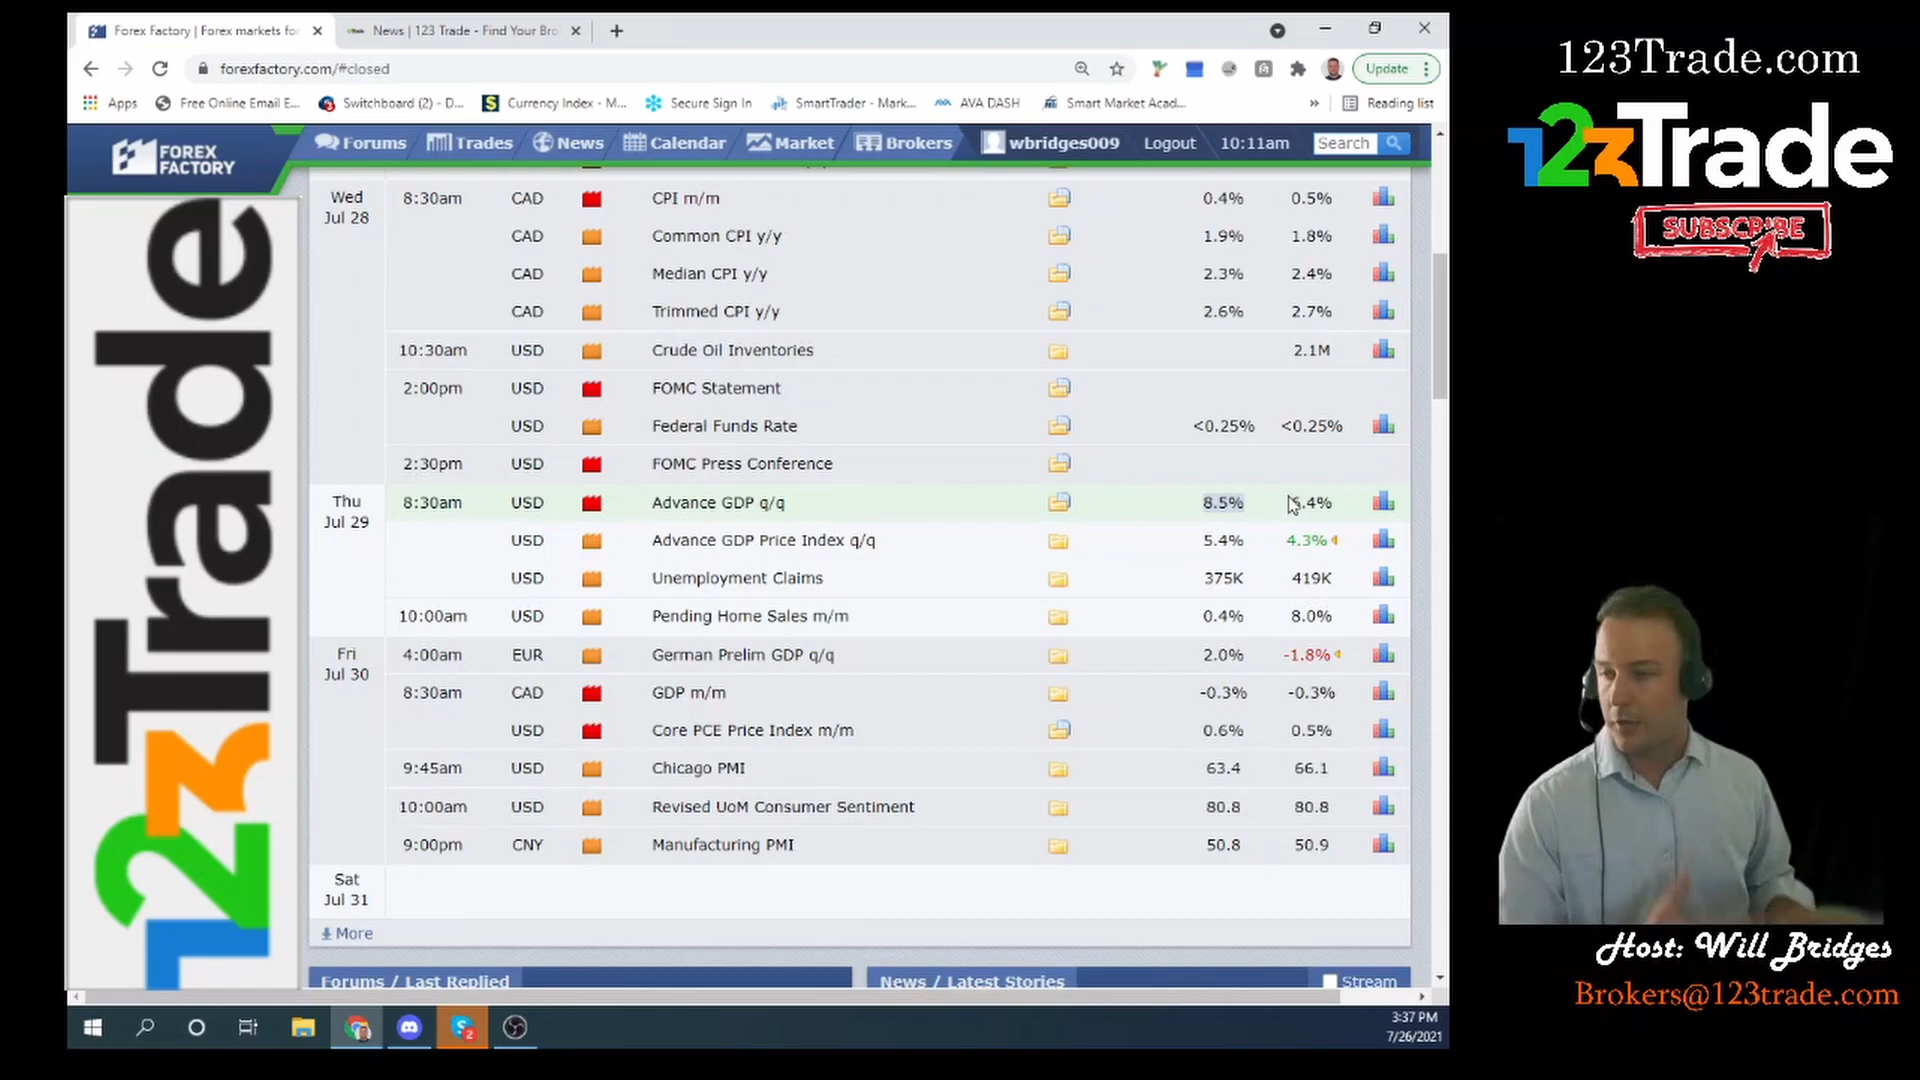 Forex Factory | Forex markets for
News | 123 Trade - Find Your Bro
forexfactory.com/#closed
Update
Apps
Free Online Email E...
Switchboard (2) - D...
Currency Index - M...
Secure Sign In
SmartTrader - Mark...
AVA DASH
Smart Market Acad...
»
Reading list
FOREX FACTORY
Forums
Trades
News
Calendar
Market
Brokers
wbridges009
Logout
10:11am
Search
Wed Jul 28
8:30am CAD CPI m/m 0.4% 0.5%
CAD Common CPI y/y 1.9% 1.8%
CAD Median CPI y/y 2.3% 2.4%
CAD Trimmed CPI y/y 2.6% 2.7%
10:30am USD Crude Oil Inventories 2.1M
2:00pm USD FOMC Statement
USD Federal Funds Rate <0.25% <0.25%
2:30pm USD FOMC Press Conference
Thu Jul 29
8:30am USD Advance GDP q/q 8.5% .4%
USD Advance GDP Price Index q/q 5.4% 4.3%
USD Unemployment Claims 375K 419K
10:00am USD Pending Home Sales m/m 0.4% 8.0%
Fri Jul 30
4:00am EUR German Prelim GDP q/q 2.0% -1.8%
8:30am CAD GDP m/m -0.3% -0.3%
USD Core PCE Price Index m/m 0.6% 0.5%
9:45am USD Chicago PMI 63.4 66.1
10:00am USD Revised UoM Consumer Sentiment 80.8 80.8
9:00pm CNY Manufacturing PMI 50.8 50.9
Sat Jul 31
More
Forums / Last Replied
News / Latest Stories
Stream
3:37 PM
7/26/2021
123Trade
123Trade.com
123Trade
SUBSCRIBE
Host: Will Bridges
Brokers@123trade.com